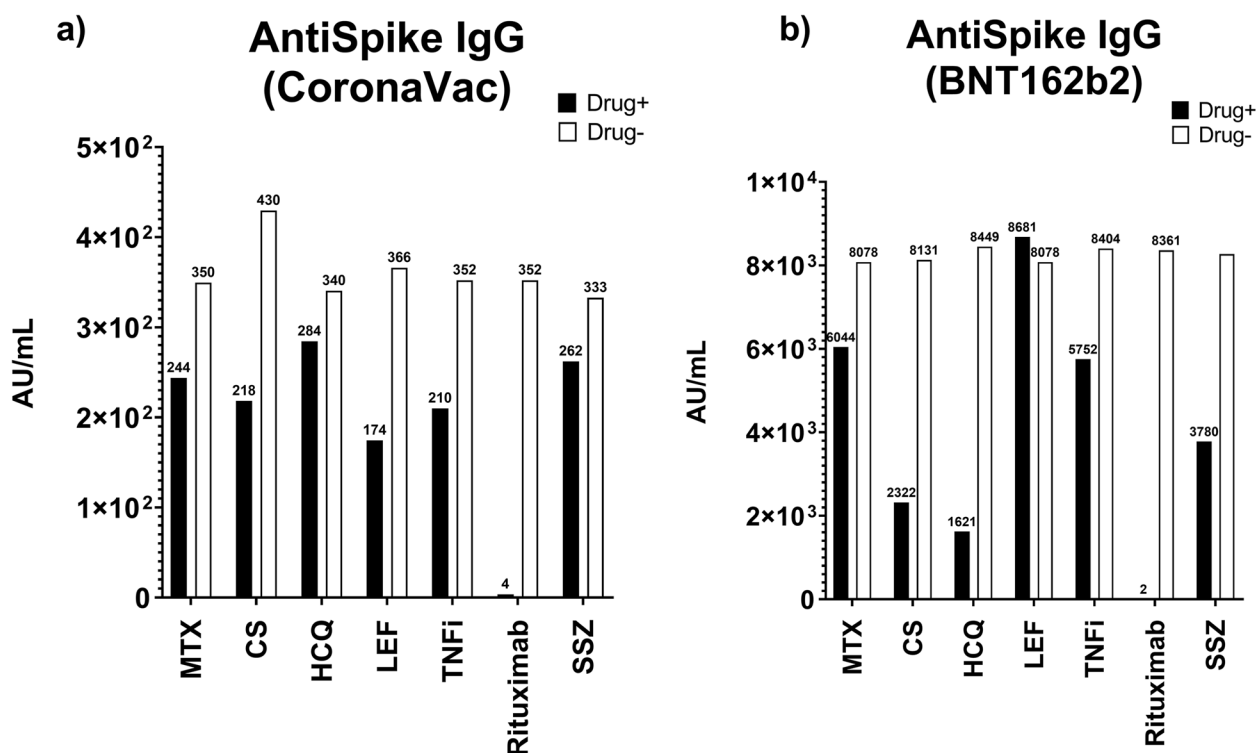 a)
AntiSpike IgG
(CoronaVac)
Drug+
Drug-
5×10²
4×10²
3×10²
2×10²
1×10²
0
AU/mL
244
350
218
430
284
340
174
366
210
352
4
352
262
333
MTX
CS
HCQ
LEF
TNFi
Rituximab
SSZ
b)
AntiSpike IgG
(BNT162b2)
Drug+
Drug-
1×10⁴
8×10³
6×10³
4×10³
2×10³
0
AU/mL
6044
8078
2322
8131
1621
8449
8681
8078
5752
8404
2
8361
3780
MTX
CS
HCQ
LEF
TNFi
Rituximab
SSZ